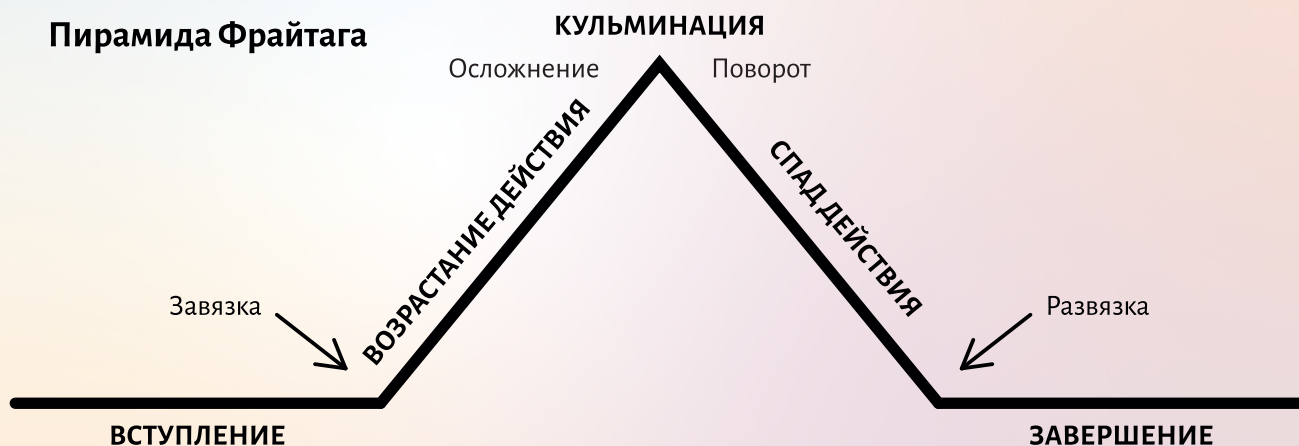 Пирамида Фрайтага
КУЛЬМИНАЦИЯ
Осложнение
Поворот
ВОЗРАСТАНИЕ ДЕЙСТВИЯ
СПАД ДЕЙСТВИЯ
Завязка
Развязка
ВСТУПЛЕНИЕ
ЗАВЕРШЕНИЕ